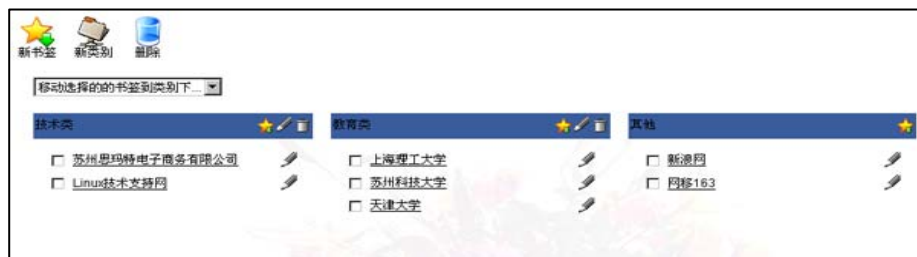 新书签 新类别 删除
移动选择的的书签到类别下...
技术类
苏州思玛特电子商务有限公司
Linux技术支持网
教育类
上海理工大学
苏州科技大学
天津大学
其他
新浪网
网移163